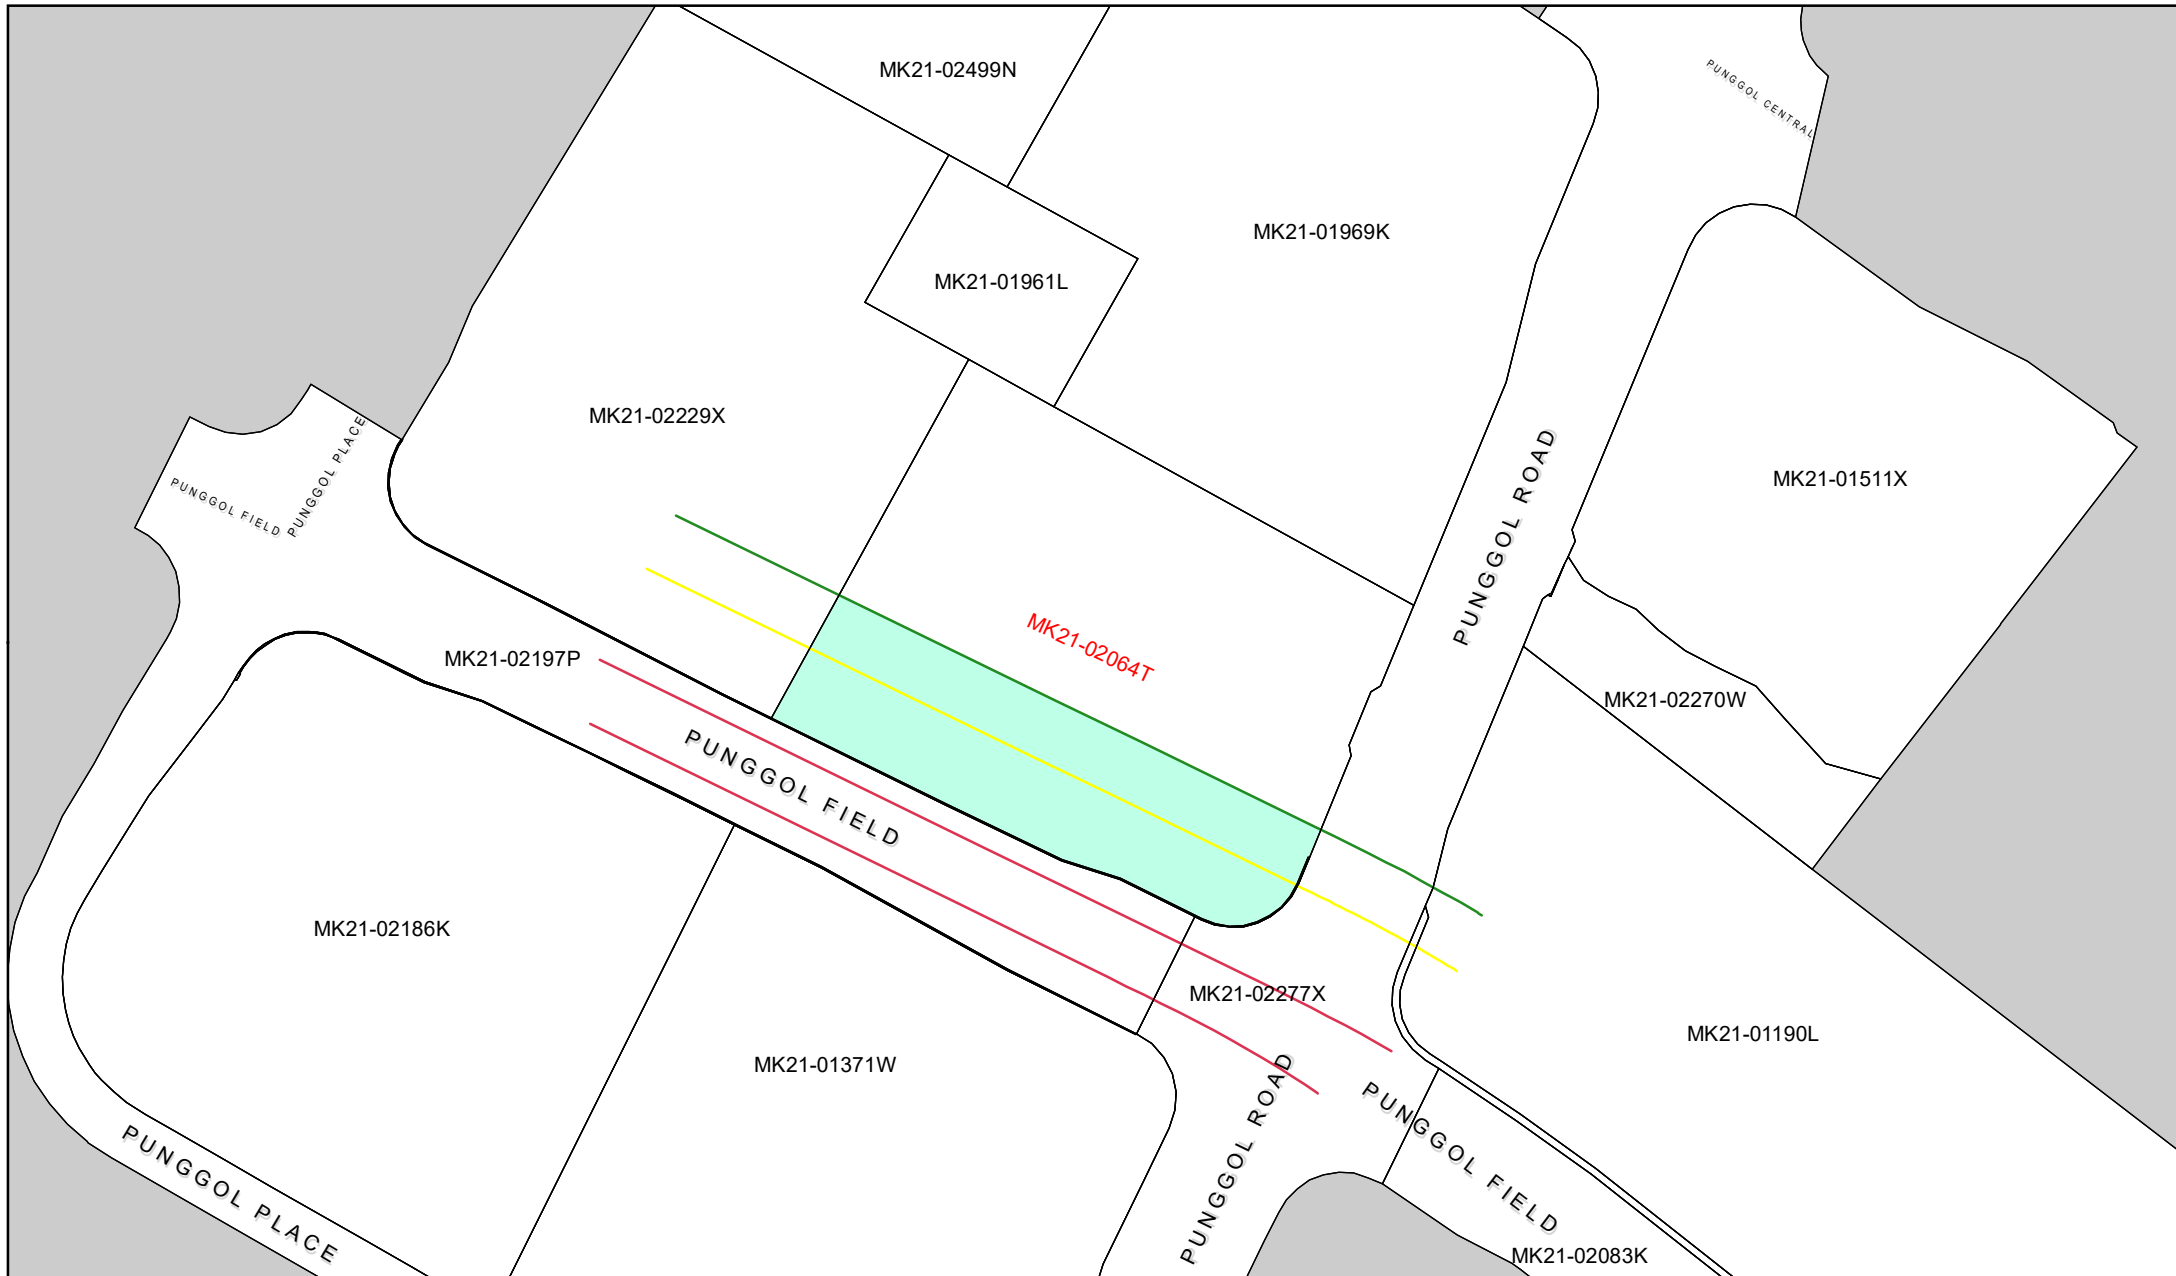 MK21-02499N
PUNGGOL CENTRAL
MK21-01969K
MK21-01961L
MK21-02229X
PUNGGOL PLACE
PUNGGOL FIELD
PUNGGOL ROAD
MK21-01511X
MK21-02064T
MK21-02197P
MK21-02270W
PUNGGOL FIELD
MK21-02186K
MK21-02277X
MK21-01190L
MK21-01371W
PUNGGOL ROAD
PUNGGOL FIELD
PUNGGOL PLACE
MK21-02083K